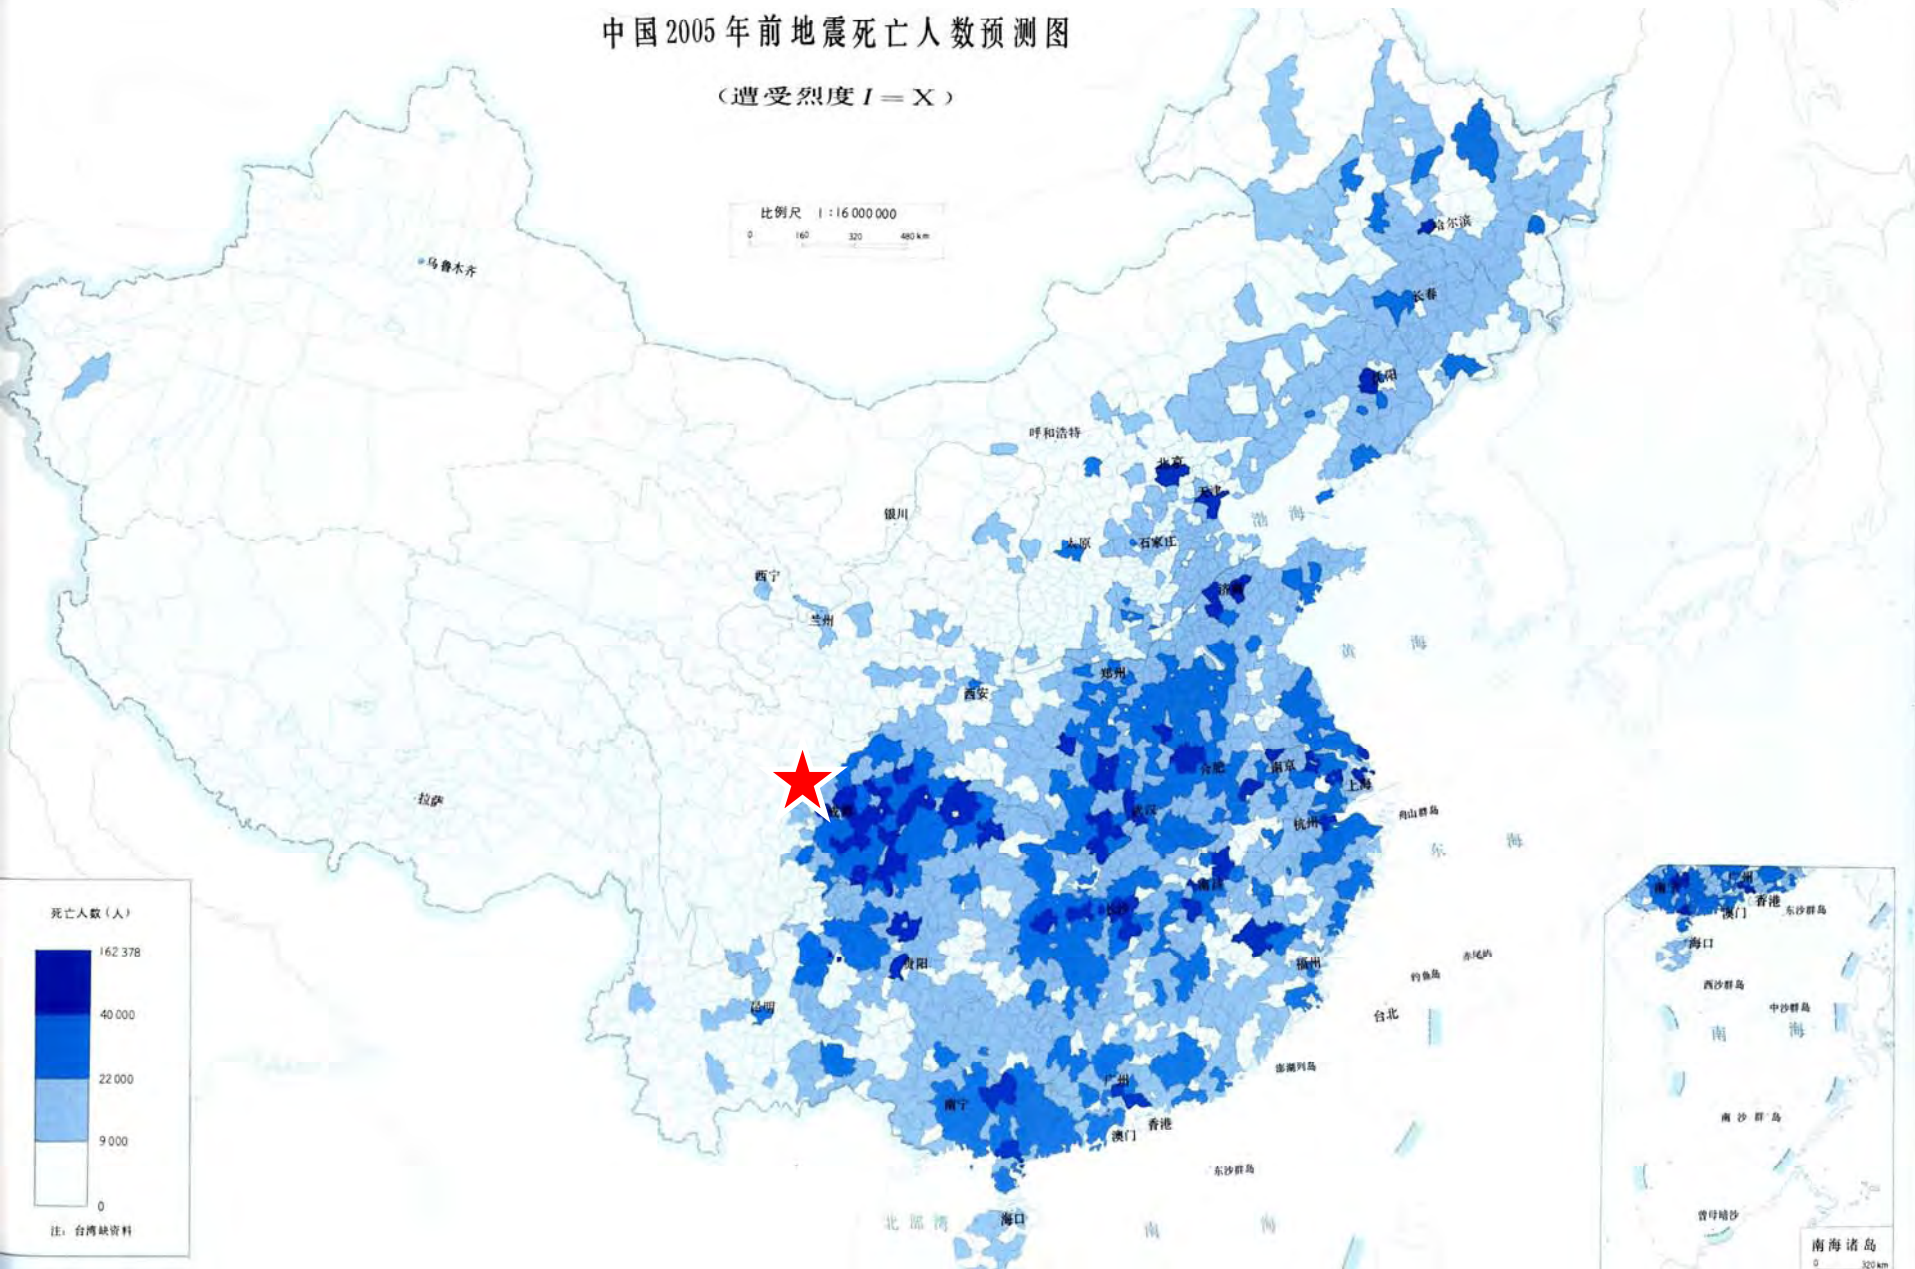 中国2005年前地震死亡人数预测图
（遭受烈度 I = X）
比例尺 1:16 000 000
0 160 320 480 km
哈尔滨
乌鲁木齐
长春
沈阳
呼和浩特
北京
天津
银川
渤海
太原
石家庄
西宁
济南
兰州
黄海
郑州
西安
合肥
南京
上海
拉萨
成都
武汉
舟山群岛
杭州
东海
南昌
长沙
贵阳
福州
赤尾屿
钓鱼岛
昆明
台北
澎湖列岛
广州
南宁
香港
澳门
东沙群岛
海口
北部湾
南海
死亡人数（人）
162 378
40 000
22 000
9 000
0
注：台湾缺资料
南宁
广州
香港
澳门
东沙群岛
海口
西沙群岛
中沙群岛
南海
南沙群岛
曾母暗沙
南海诸岛
0 320 km